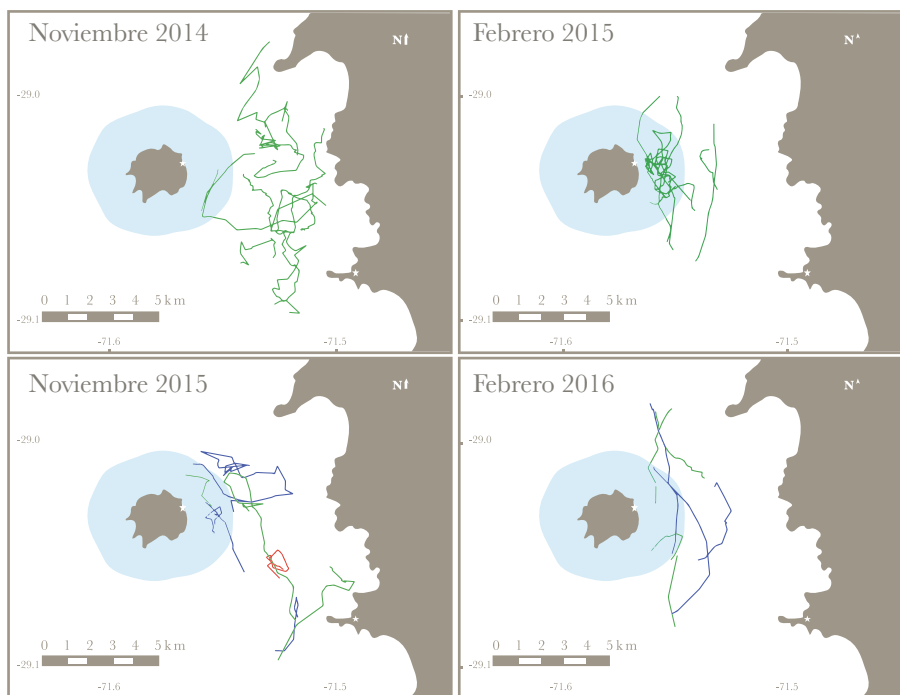 Noviembre 2014
N
-29.0
0 1 2 3 4 5 km
-29.1
-71.6
-71.5
Febrero 2015
N
-29.0
0 1 2 3 4 5 km
-29.1
-71.6
-71.5
Noviembre 2015
N
-29.0
0 1 2 3 4 5 km
-29.1
-71.6
-71.5
Febrero 2016
N
-29.0
0 1 2 3 4 5 km
-29.1
-71.6
-71.5